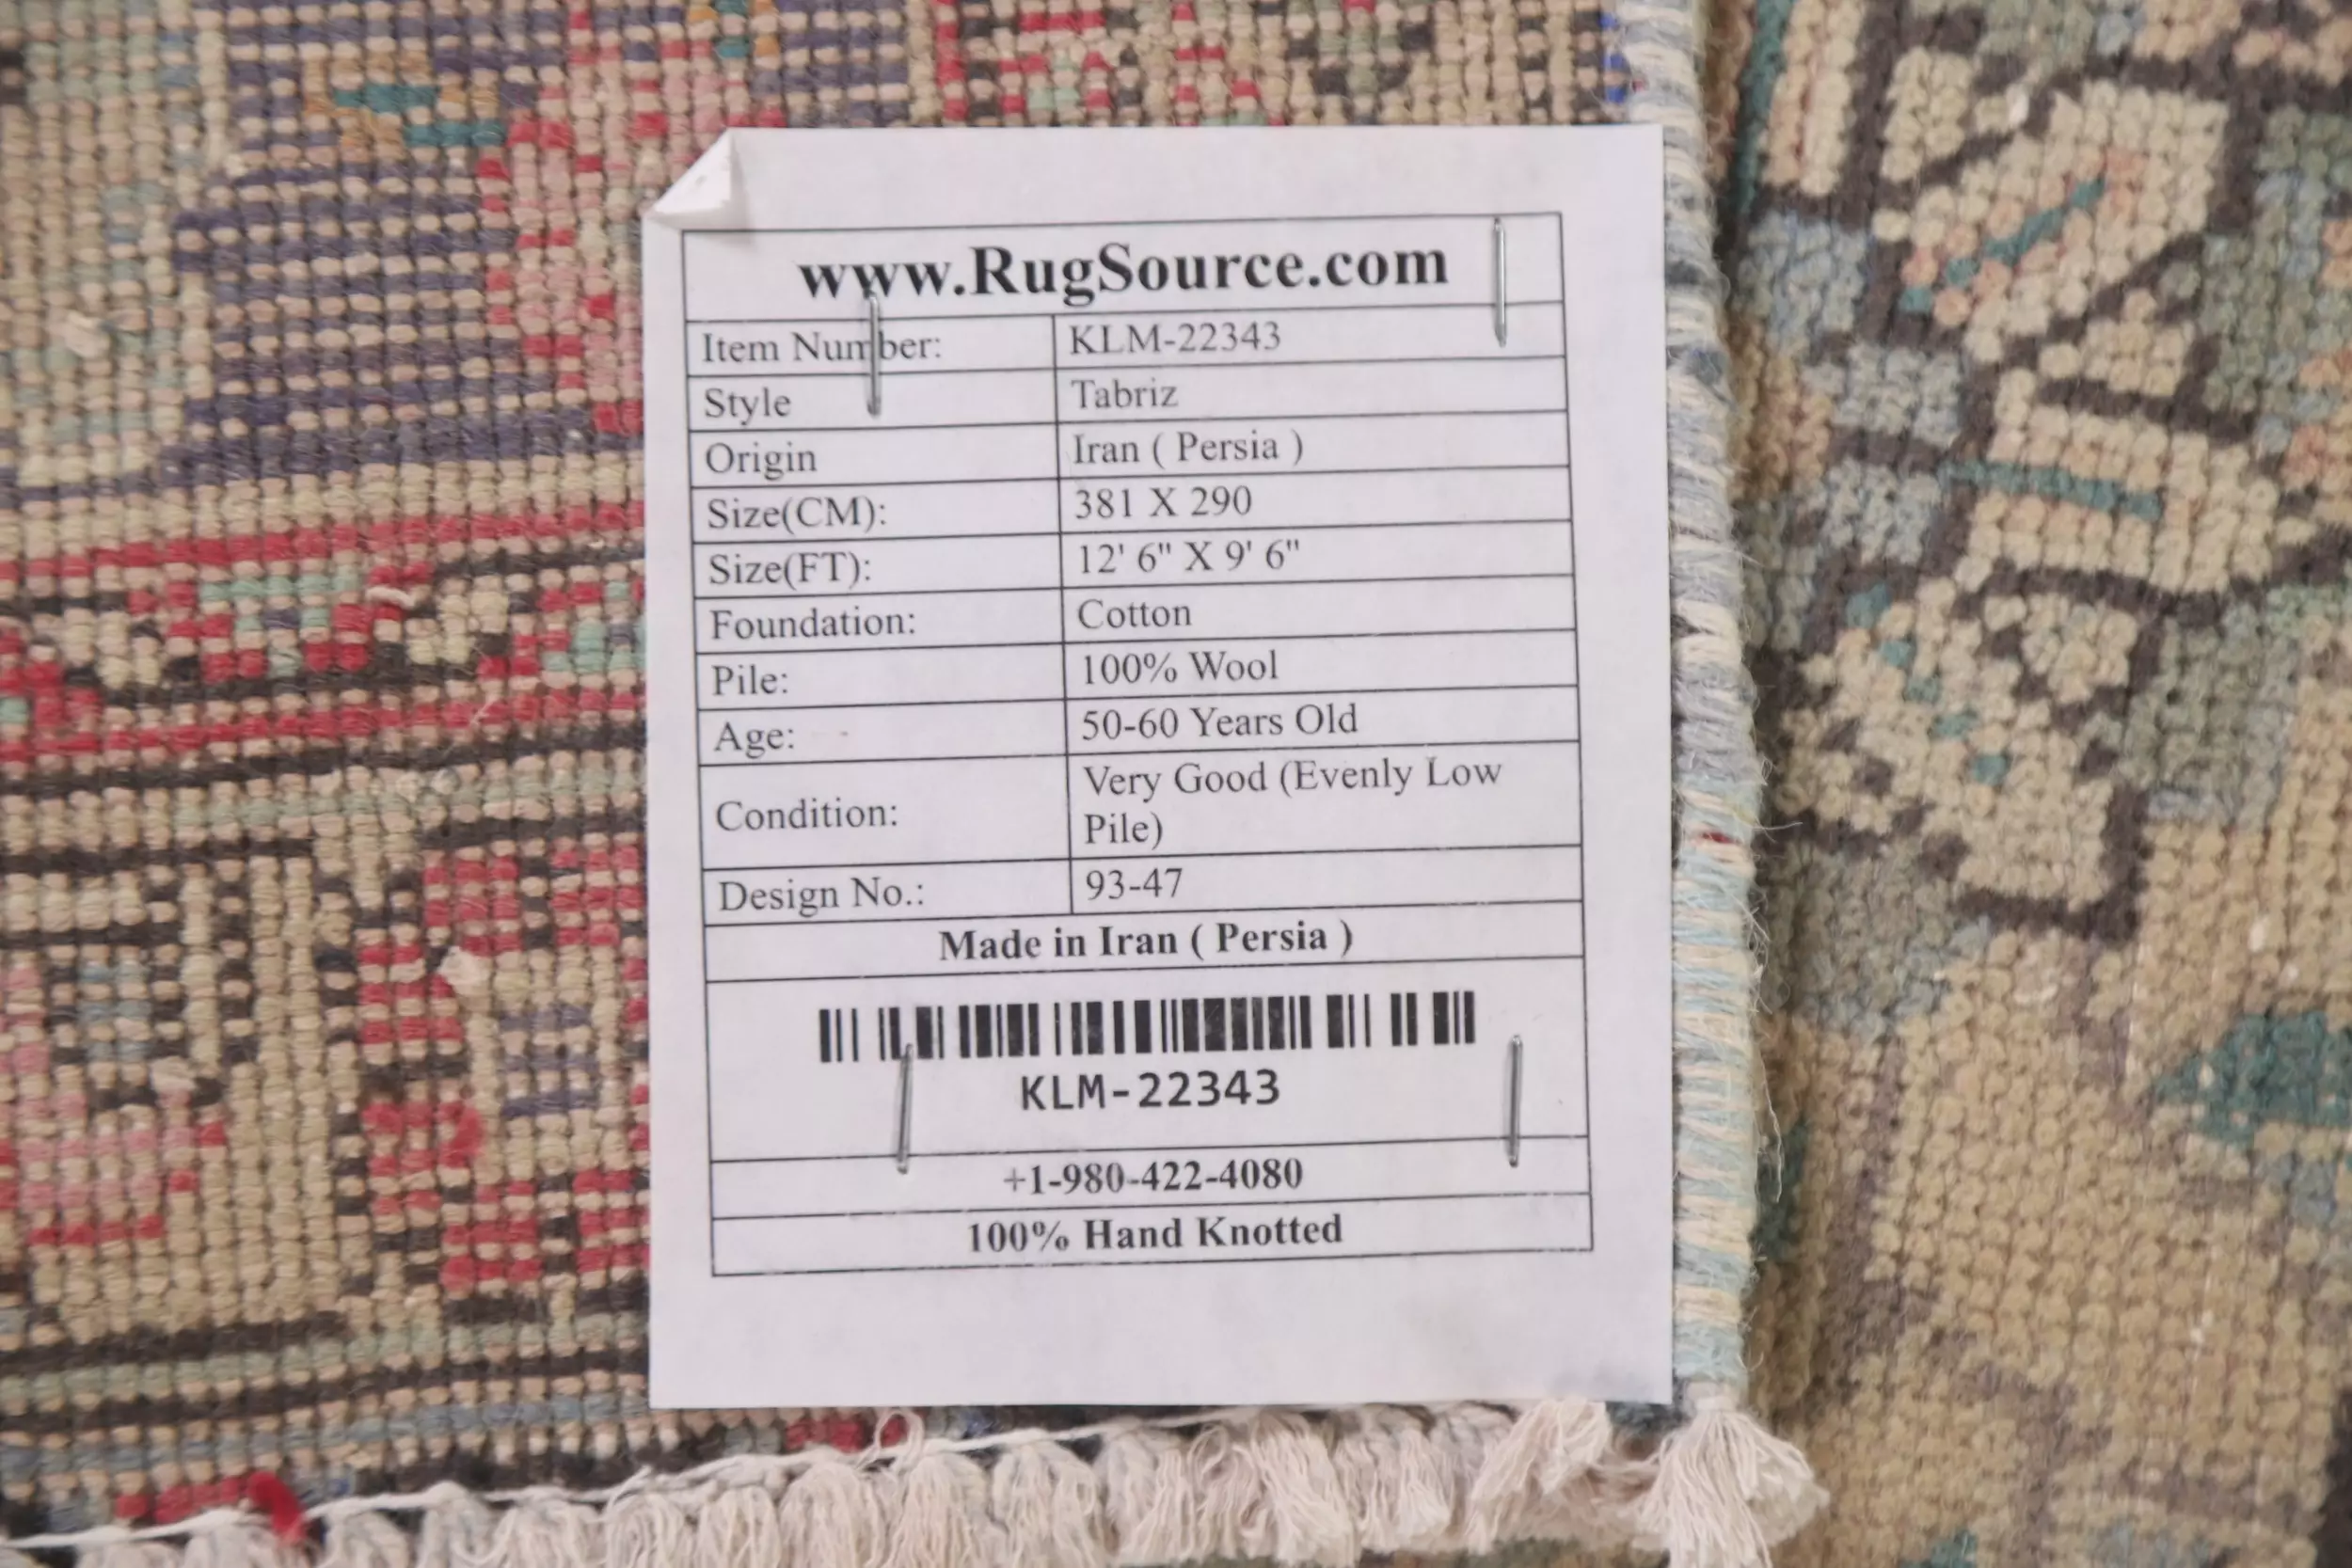 www.RugSource.com
Item Number: KLM-22343
Style Tabriz
Origin Iran ( Persia )
Size(CM): 381 X 290
Size(FT): 12' 6" X 9' 6"
Foundation: Cotton
Pile: 100% Wool
Age: 50-60 Years Old
Condition: Very Good (Evenly Low
Pile)
Design No.: 93-47
Made in Iran ( Persia )
KLM-22343
+1-980-422-4080
100% Hand Knotted